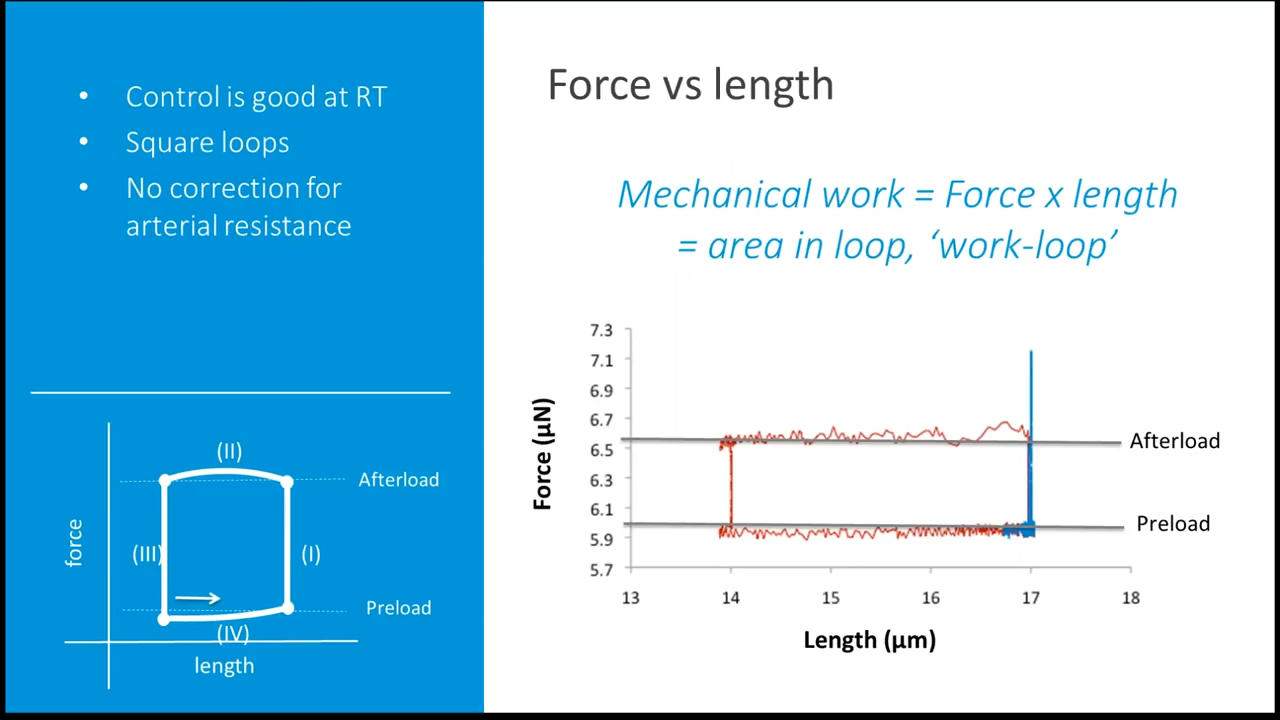 • Control is good at RT
• Square loops
• No correction for
arterial resistance
Force vs length
Mechanical work = Force x length
= area in loop, ‘work-loop’
(II)
Afterload
force
(III)
(I)
Preload
(IV)
length
Force (µN)
7.3
7.1
6.9
6.7
6.5
6.3
6.1
5.9
5.7
Afterload
Preload
13 14 15 16 17 18
Length (µm)